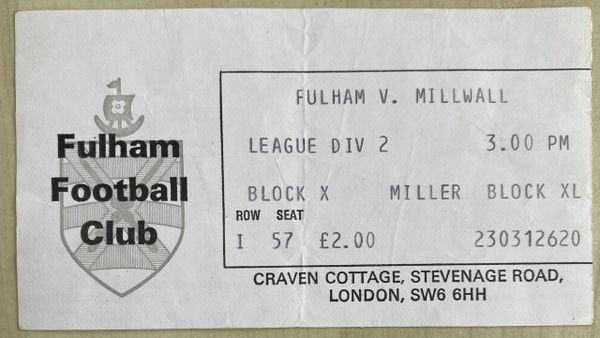 Fulham
Football
Club
FULHAM V. MILLWALL
LEAGUE DIV 2 3.00 PM
BLOCK X MILLER BLOCK XL
ROW SEAT
I 57 £2.00 230312620
CRAVEN COTTAGE, STEVENAGE ROAD,
LONDON, SW6 6HH